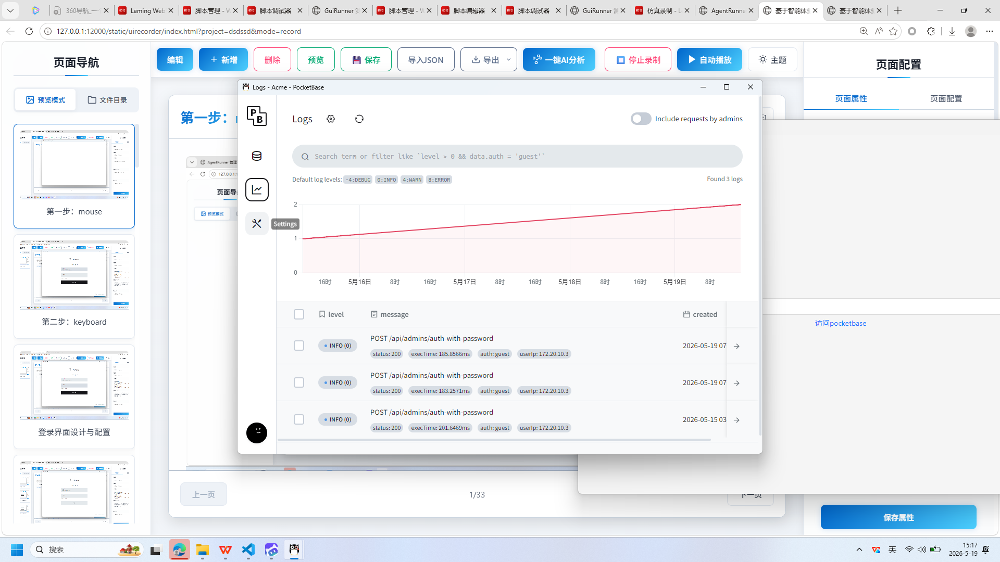 360导航_一个
Leming Web
脚本管理 - W
脚本调试器
GuiRunner 测
脚本管理 - W
脚本编辑器
脚本调试器
GuiRunner 测
仿真录制 - L
AgentRunne
基于智能体
基于智能体
127.0.0.1:12000/static/uirecorder/index.html?project=dsdssd&mode=record
页面导航
预览模式
文件目录
第一步：mouse
第二步：keyboard
登录界面设计与配置
编辑
+ 新增
删除
预览
保存
导入JSON
导出
一键AI分析
停止录制
自动播放
主题
第一步：
AgentRunner 管理
127.0.0.1:1
页面导
预览模式
Logs - Acme - PocketBase
PB
Logs
Include requests by admins
Search term or filter like `level > 0 && data.auth = 'guest'`
Default log levels: -4:DEBUG 0:INFO 4:WARN 8:ERROR
Found 3 logs
Settings
2
1
0
16时 5月16日 8时 16时 5月17日 8时 16时 5月18日 8时 16时 5月19日 8时
level message created
POST /api/admins/auth-with-password
INFO (0)
2026-05-19 07
status: 200 execTime: 185.8566ms auth: guest userIp: 172.20.10.3
POST /api/admins/auth-with-password
INFO (0)
2026-05-19 07
status: 200 execTime: 183.2571ms auth: guest userIp: 172.20.10.3
POST /api/admins/auth-with-password
INFO (0)
2026-05-15 03
status: 200 execTime: 201.6469ms auth: guest userIp: 172.20.10.3
上一页
1/33
下一页
页面配置
页面属性
页面配置
访问pocketbase
保存属性
搜索
英
15:17
2026-5-19